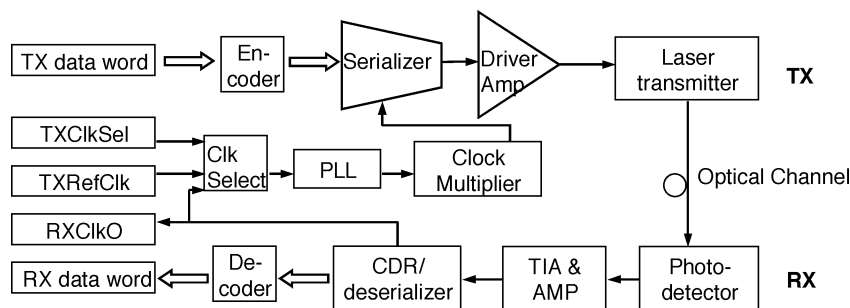 TX data word
En-
coder
Serializer
Driver
Amp
Laser
transmitter
TX
TXClkSel
TXRefClk
Clk
Select
PLL
Clock
Multiplier
Optical Channel
RXClkO
RX data word
De-
coder
CDR/
deserializer
TIA &
AMP
Photo-
detector
RX